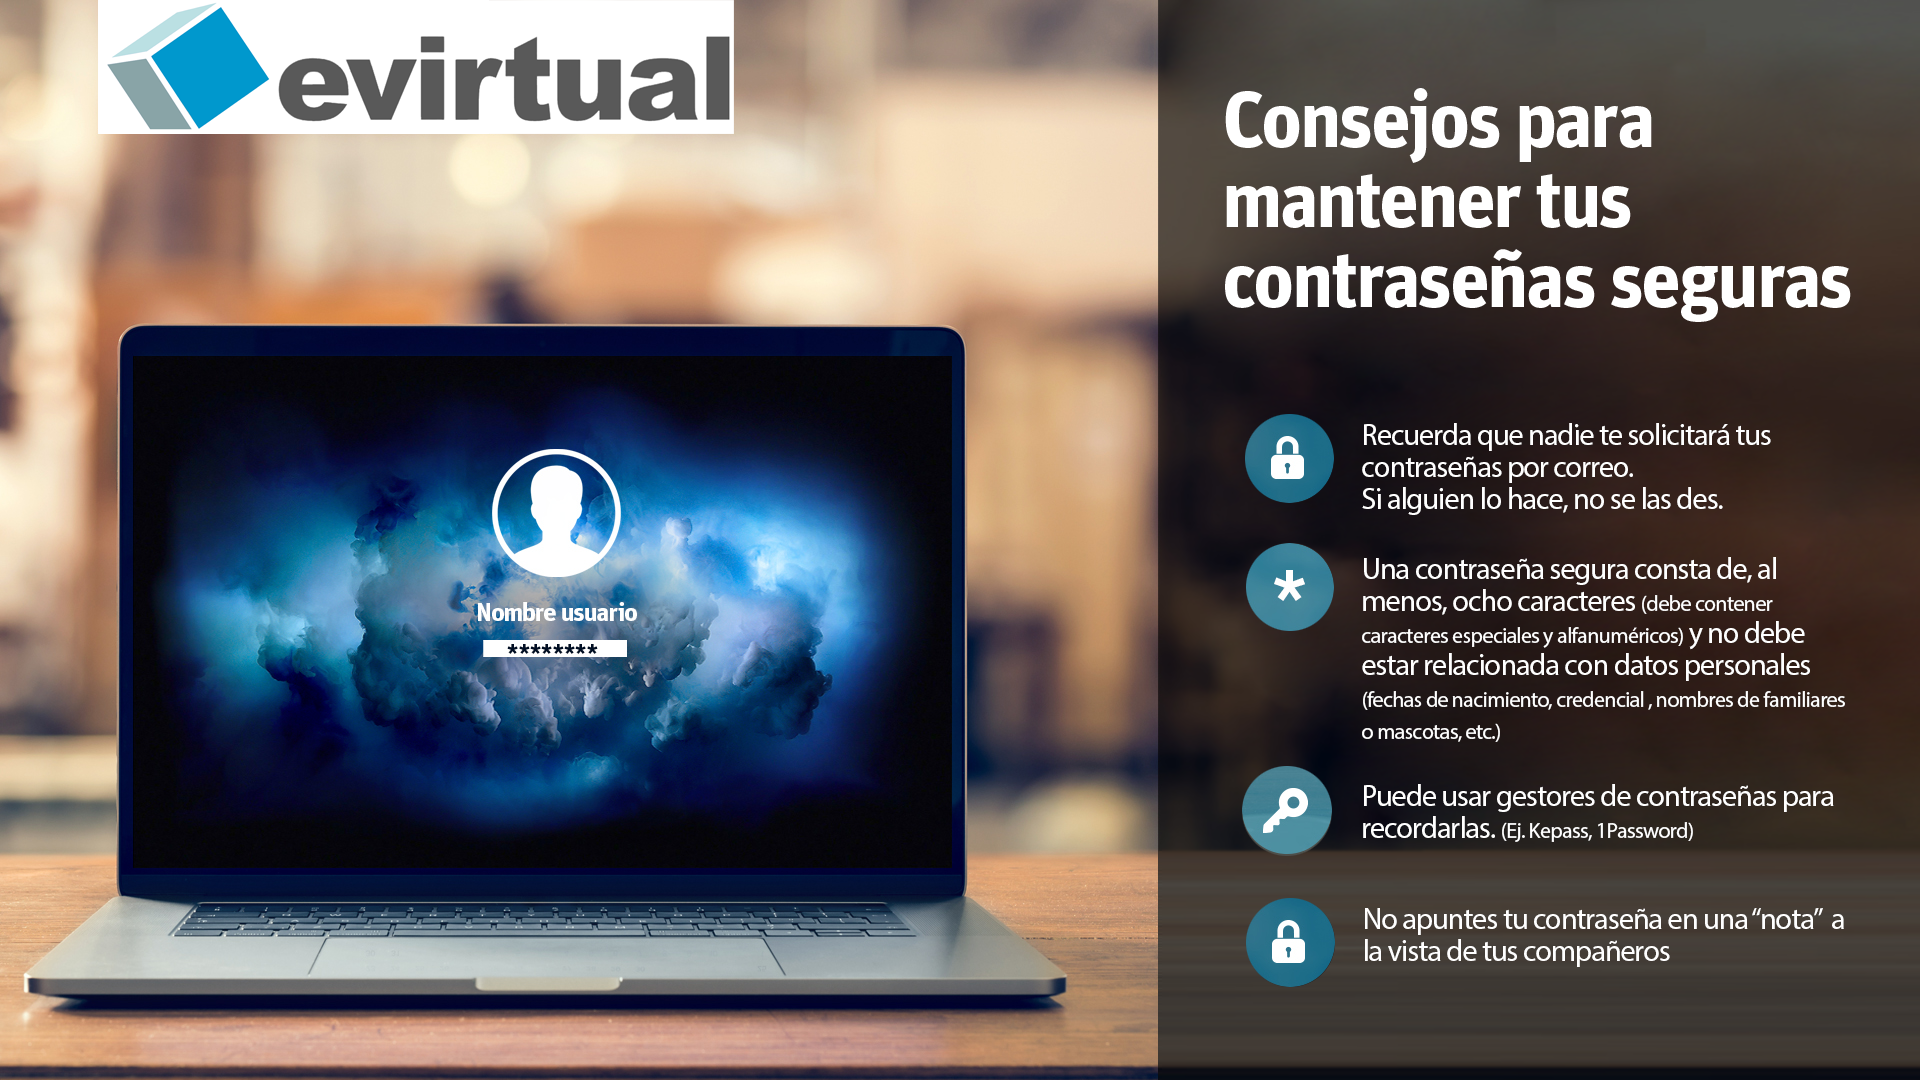 evirtual
Consejos para
mantener tus
contraseñas seguras
Nombre usuario
********
Recuerda que nadie te solicitará tus
contraseñas por correo.
Si alguien lo hace, no se las des.
*
Una contraseña segura consta de, al
menos, ocho caracteres (debe contener
caracteres especiales y alfanuméricos) y no debe
estar relacionada con datos personales
(fechas de nacimiento, credencial , nombres de familiares
o mascotas, etc.)
Puede usar gestores de contraseñas para
recordarlas. (Ej. Kepass, 1Password)
No apuntes tu contraseña en una “nota” a
la vista de tus compañeros